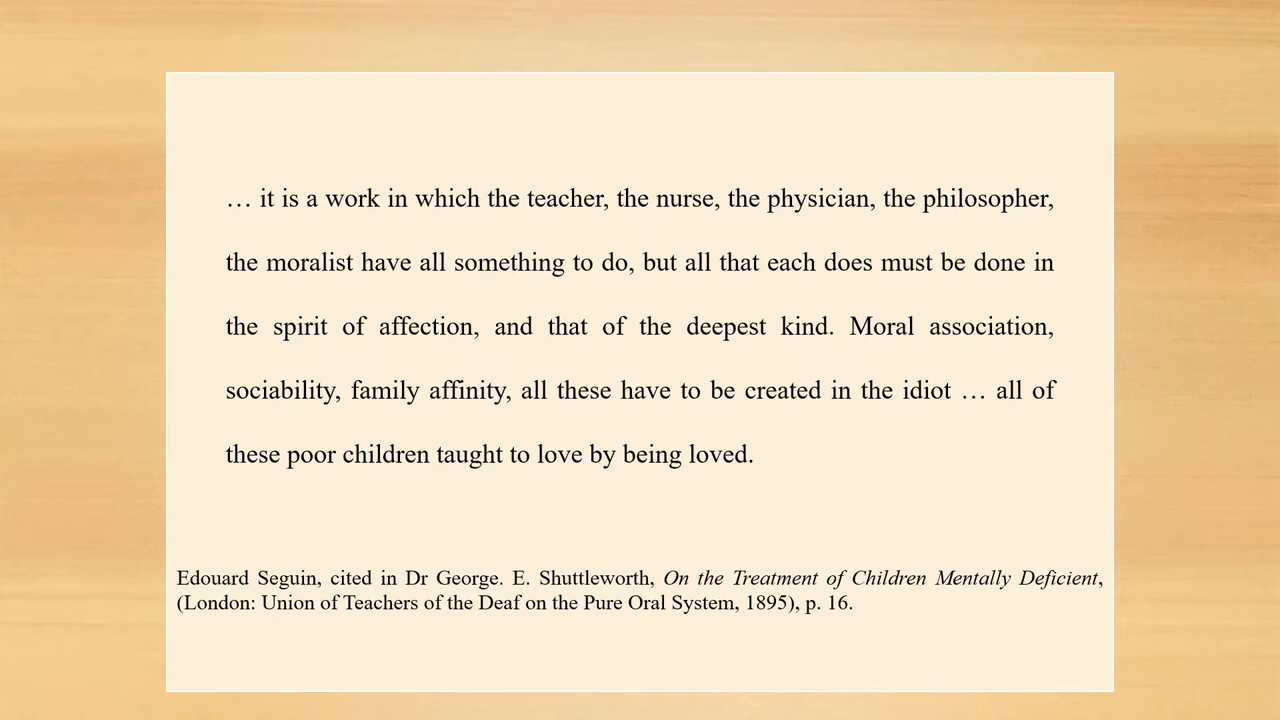 … it is a work in which the teacher, the nurse, the physician, the philosopher,
the moralist have all something to do, but all that each does must be done in
the spirit of affection, and that of the deepest kind. Moral association,
sociability, family affinity, all these have to be created in the idiot … all of
these poor children taught to love by being loved.
Edouard Seguin, cited in Dr George. E. Shuttleworth, On the Treatment of Children Mentally Deficient,
(London: Union of Teachers of the Deaf on the Pure Oral System, 1895), p. 16.